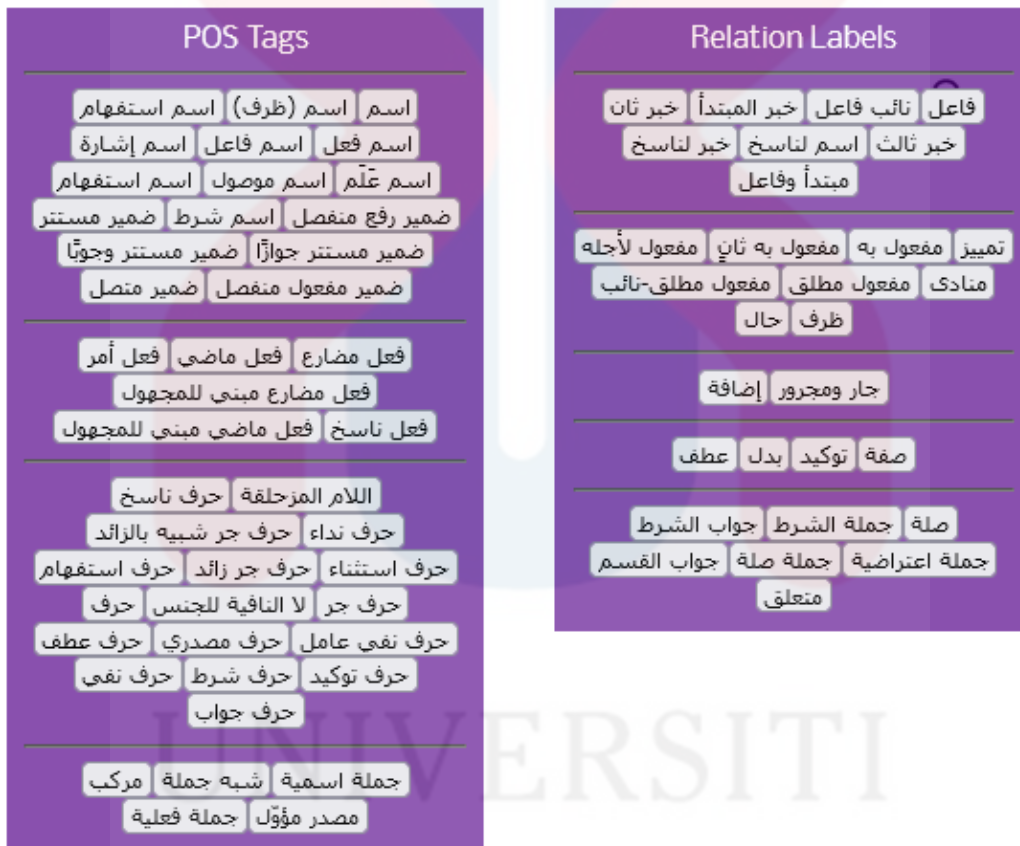 POS Tags
اسم اسم (ظرف) اسم استفهام
اسم فعل اسم فاعل اسم إشارة
اسم عَلَم اسم موصول اسم استفهام
ضمير رفع منفصل اسم شرط ضمير مستتر
ضمير مستتر جوازًا ضمير مستتر وجوبًا
ضمير مفعول منفصل ضمير متصل
فعل مضارع فعل ماضي فعل أمر
فعل مضارع مبني للمجهول
فعل ناسخ فعل ماضي مبني للمجهول
اللام المزحلقة حرف ناسخ
حرف نداء حرف جر شبيه بالزائد
حرف استثناء حرف جر زائد حرف استفهام
حرف جر لا النافية للجنس حرف
حرف نفي عامل حرف مصدري حرف عطف
حرف توكيد حرف شرط حرف نفي
حرف جواب
جملة اسمية شبه جملة مركب
مصدر مؤوّل جملة فعلية
Relation Labels
فاعل نائب فاعل خبر المبتدأ خبر ثان
خبر ثالث اسم لناسخ خبر لناسخ
مبتدأ وفاعل
تمييز مفعول به مفعول به ثانٍ مفعول لأجله
منادى مفعول مطلق مفعول مطلق-نائب
ظرف حال
جار ومجرور إضافة
صفة توكيد بدل عطف
صلة جملة الشرط جواب الشرط
جملة اعتراضية جملة صلة جواب القسم
متعلق
UNIVERSITI